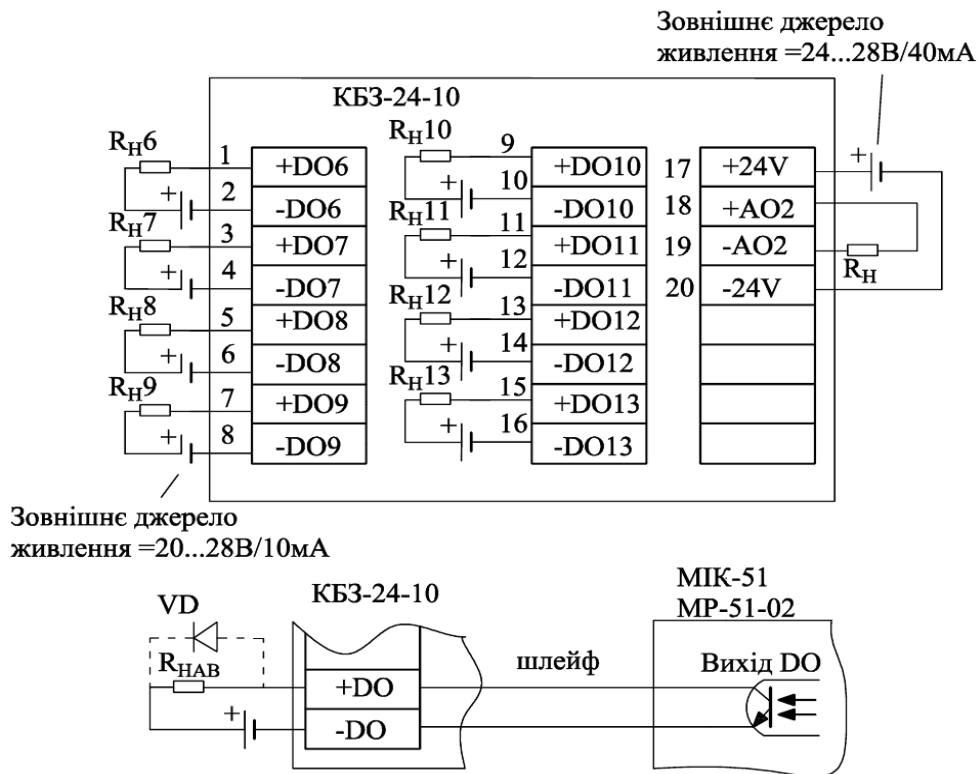 Зовнішнє джерело
живлення =24...28В/40мА
КБЗ-24-10
RН6
1
+DO6
2
-DO6
RН7
3
+DO7
4
-DO7
RН8
5
+DO8
6
-DO8
RН9
7
+DO9
8
-DO9
RН10
9
+DO10
10
-DO10
RН11
11
+DO11
12
-DO11
RН12
13
+DO12
14
-DO12
RН13
15
+DO13
16
-DO13
17
+24V
18
+AO2
19
-AO2
20
-24V
RН
+
+
+
+
+
+
+
+
+
Зовнішнє джерело
живлення =20...28В/10мА
VD
RНАВ
+
КБЗ-24-10
+DO
-DO
шлейф
МІК-51
МР-51-02
Вихід DO